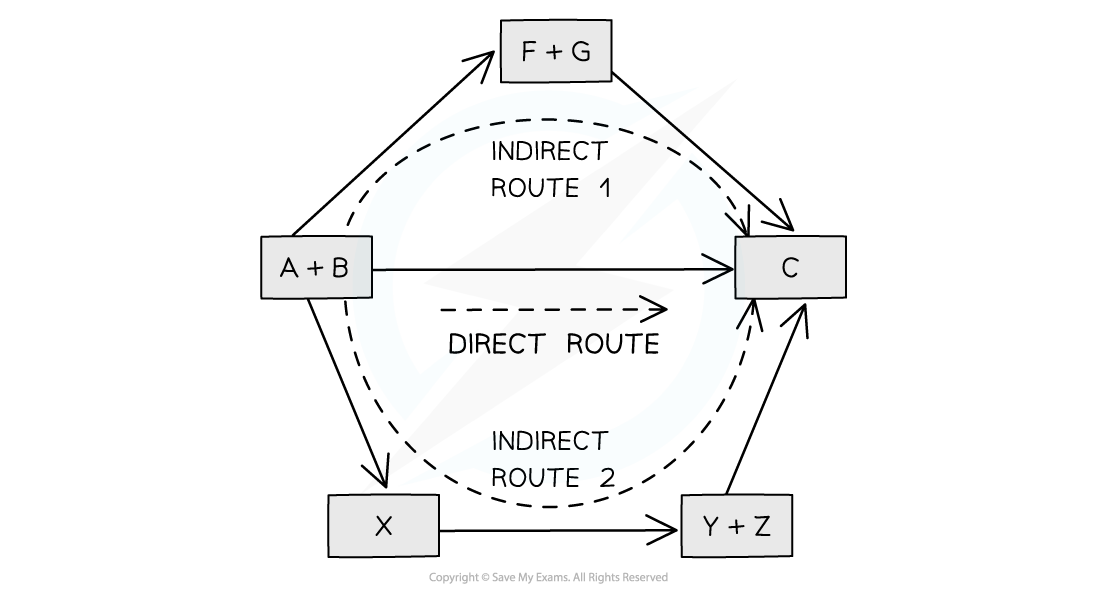 F + G
INDIRECT
ROUTE 1
A + B
C
DIRECT ROUTE
INDIRECT
ROUTE 2
X
Y + Z
Copyright © Save My Exams. All Rights Reserved